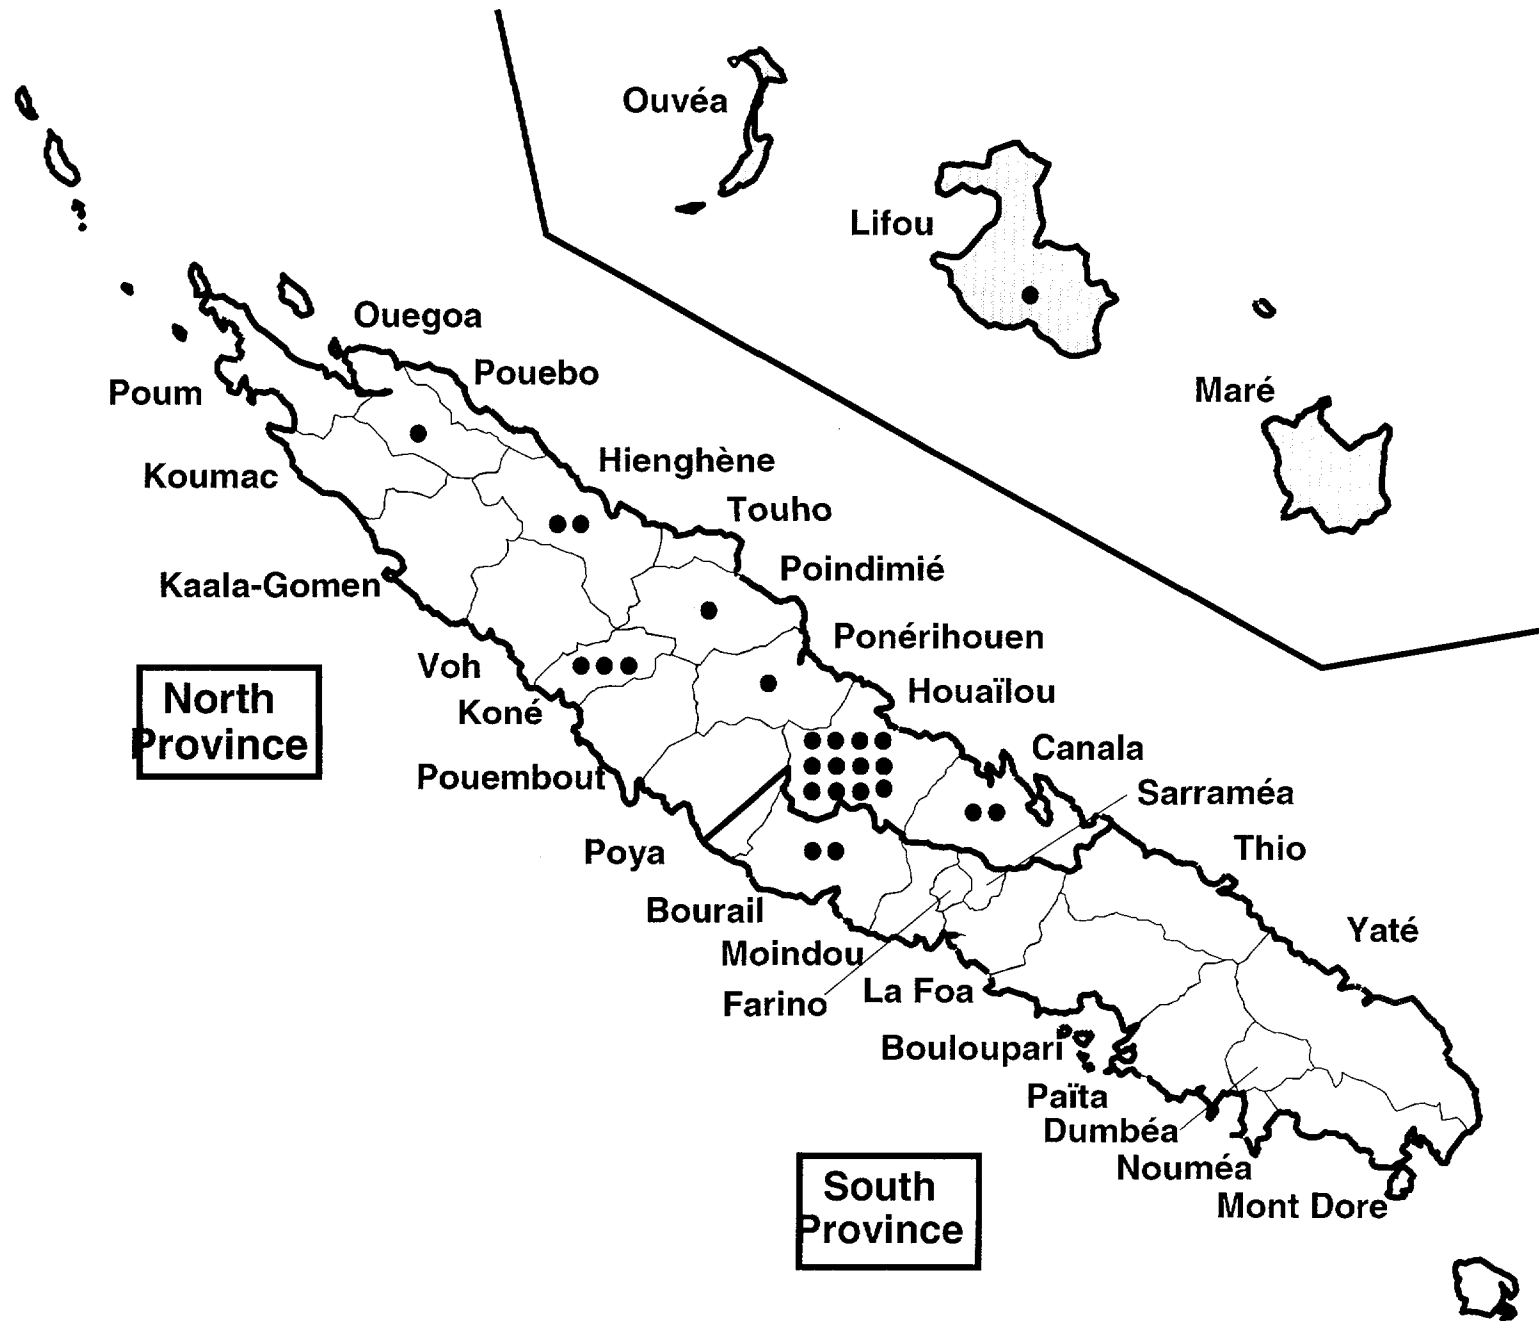 Ouvéa
Lifou
Maré
Ouegoa
Pouebo
Poum
Hienghène
Koumac
Touho
Poindimié
Kaala-Gomen
Ponérihouen
Voh
Houaïlou
Koné
North
Province
Canala
Pouembout
Sarraméa
Thio
Poya
Bourail
Yaté
Moindou
La Foa
Farino
Bouloupari
Païta
Dumbéa
Nouméa
Mont Dore
South
Province